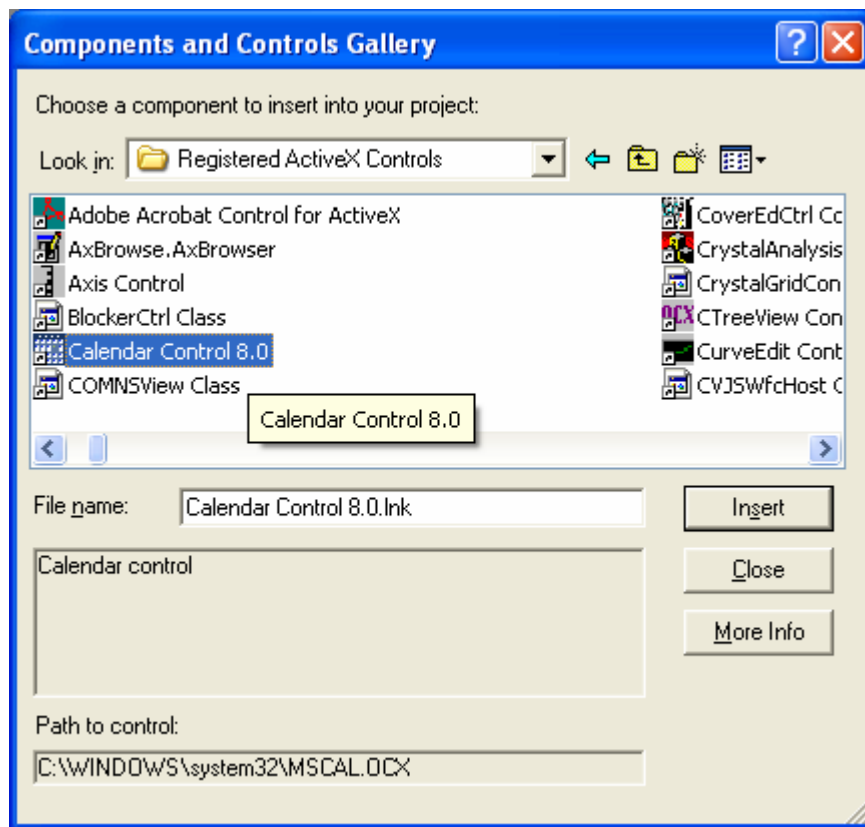 Components and Controls Gallery
Choose a component to insert into your project:
Look in: Registered ActiveX Controls
Adobe Acrobat Control for ActiveX
AxBrowse.AxBrowser
Axis Control
BlockerCtrl Class
Calendar Control 8.0
COMNSView Class
CoverEdCtrl Cc
CrystalAnalysis
CrystalGridCon
OCX CTreeView Con
CurveEdit Cont
CVJSWfcHost C
Calendar Control 8.0
File name: Calendar Control 8.0.lnk Insert
Calendar control
Close
More Info
Path to control:
C:\WINDOWS\system32\MSCAL.OCX